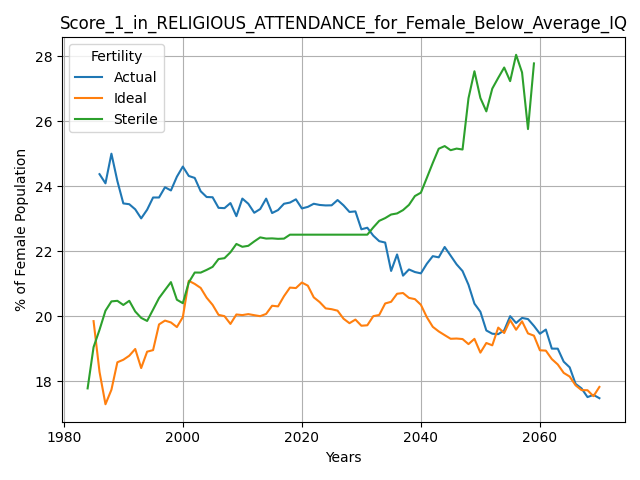 Score_1_in_RELIGIOUS_ATTENDANCE_for_Female_Below_Average_IQ
Fertility
Actual
Ideal
Sterile
% of Female Population
28
26
24
22
20
18
1980
2000
2020
2040
2060
Years